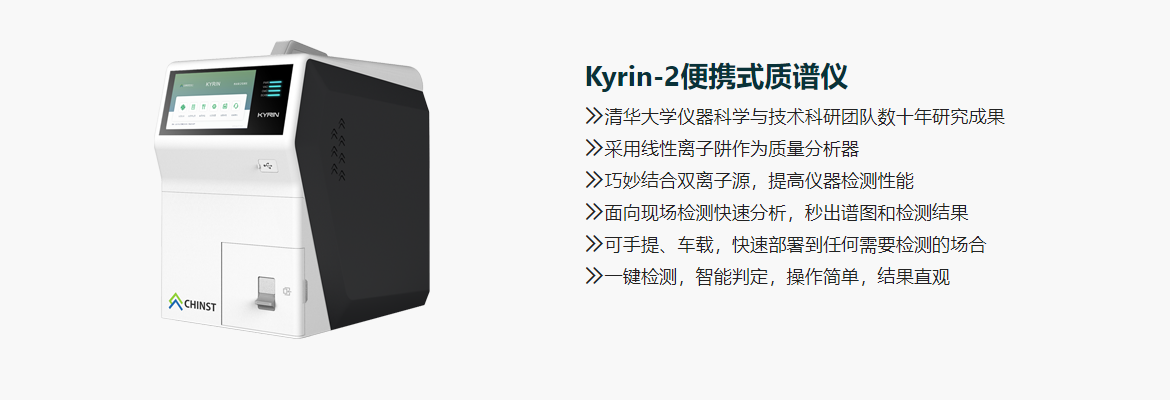 KYRIN
KYRIN
CHINST
Kyrin-2便携式质谱仪
清华大学仪器科学与技术科研团队数十年研究成果
采用线性离子阱作为质量分析器
巧妙结合双离子源，提高仪器检测性能
面向现场检测快速分析，秒出谱图和检测结果
可手提、车载，快速部署到任何需要检测的场合
一键检测，智能判定，操作简单，结果直观